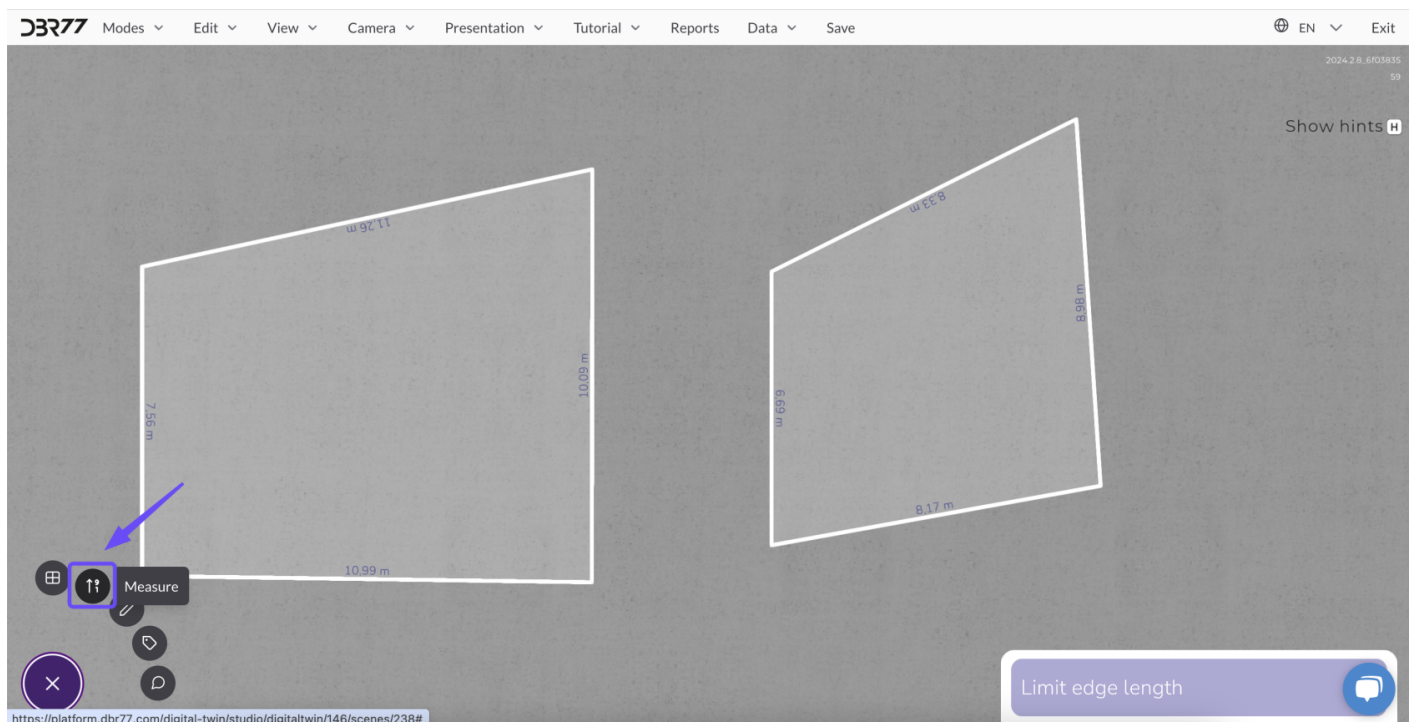 DBR77 Modes Edit View Camera Presentation Tutorial Reports Data Save EN Exit
2024.2.8_6f03835
59
Show hints H
11,26 m
8,33 m
8,98 m
10,09 m
7,56 m
6,69 m
8,17 m
10,99 m
Measure
Limit edge length
https://platform.dbr77.com/digital-twin/studio/digitaltwin/146/scenes/238#